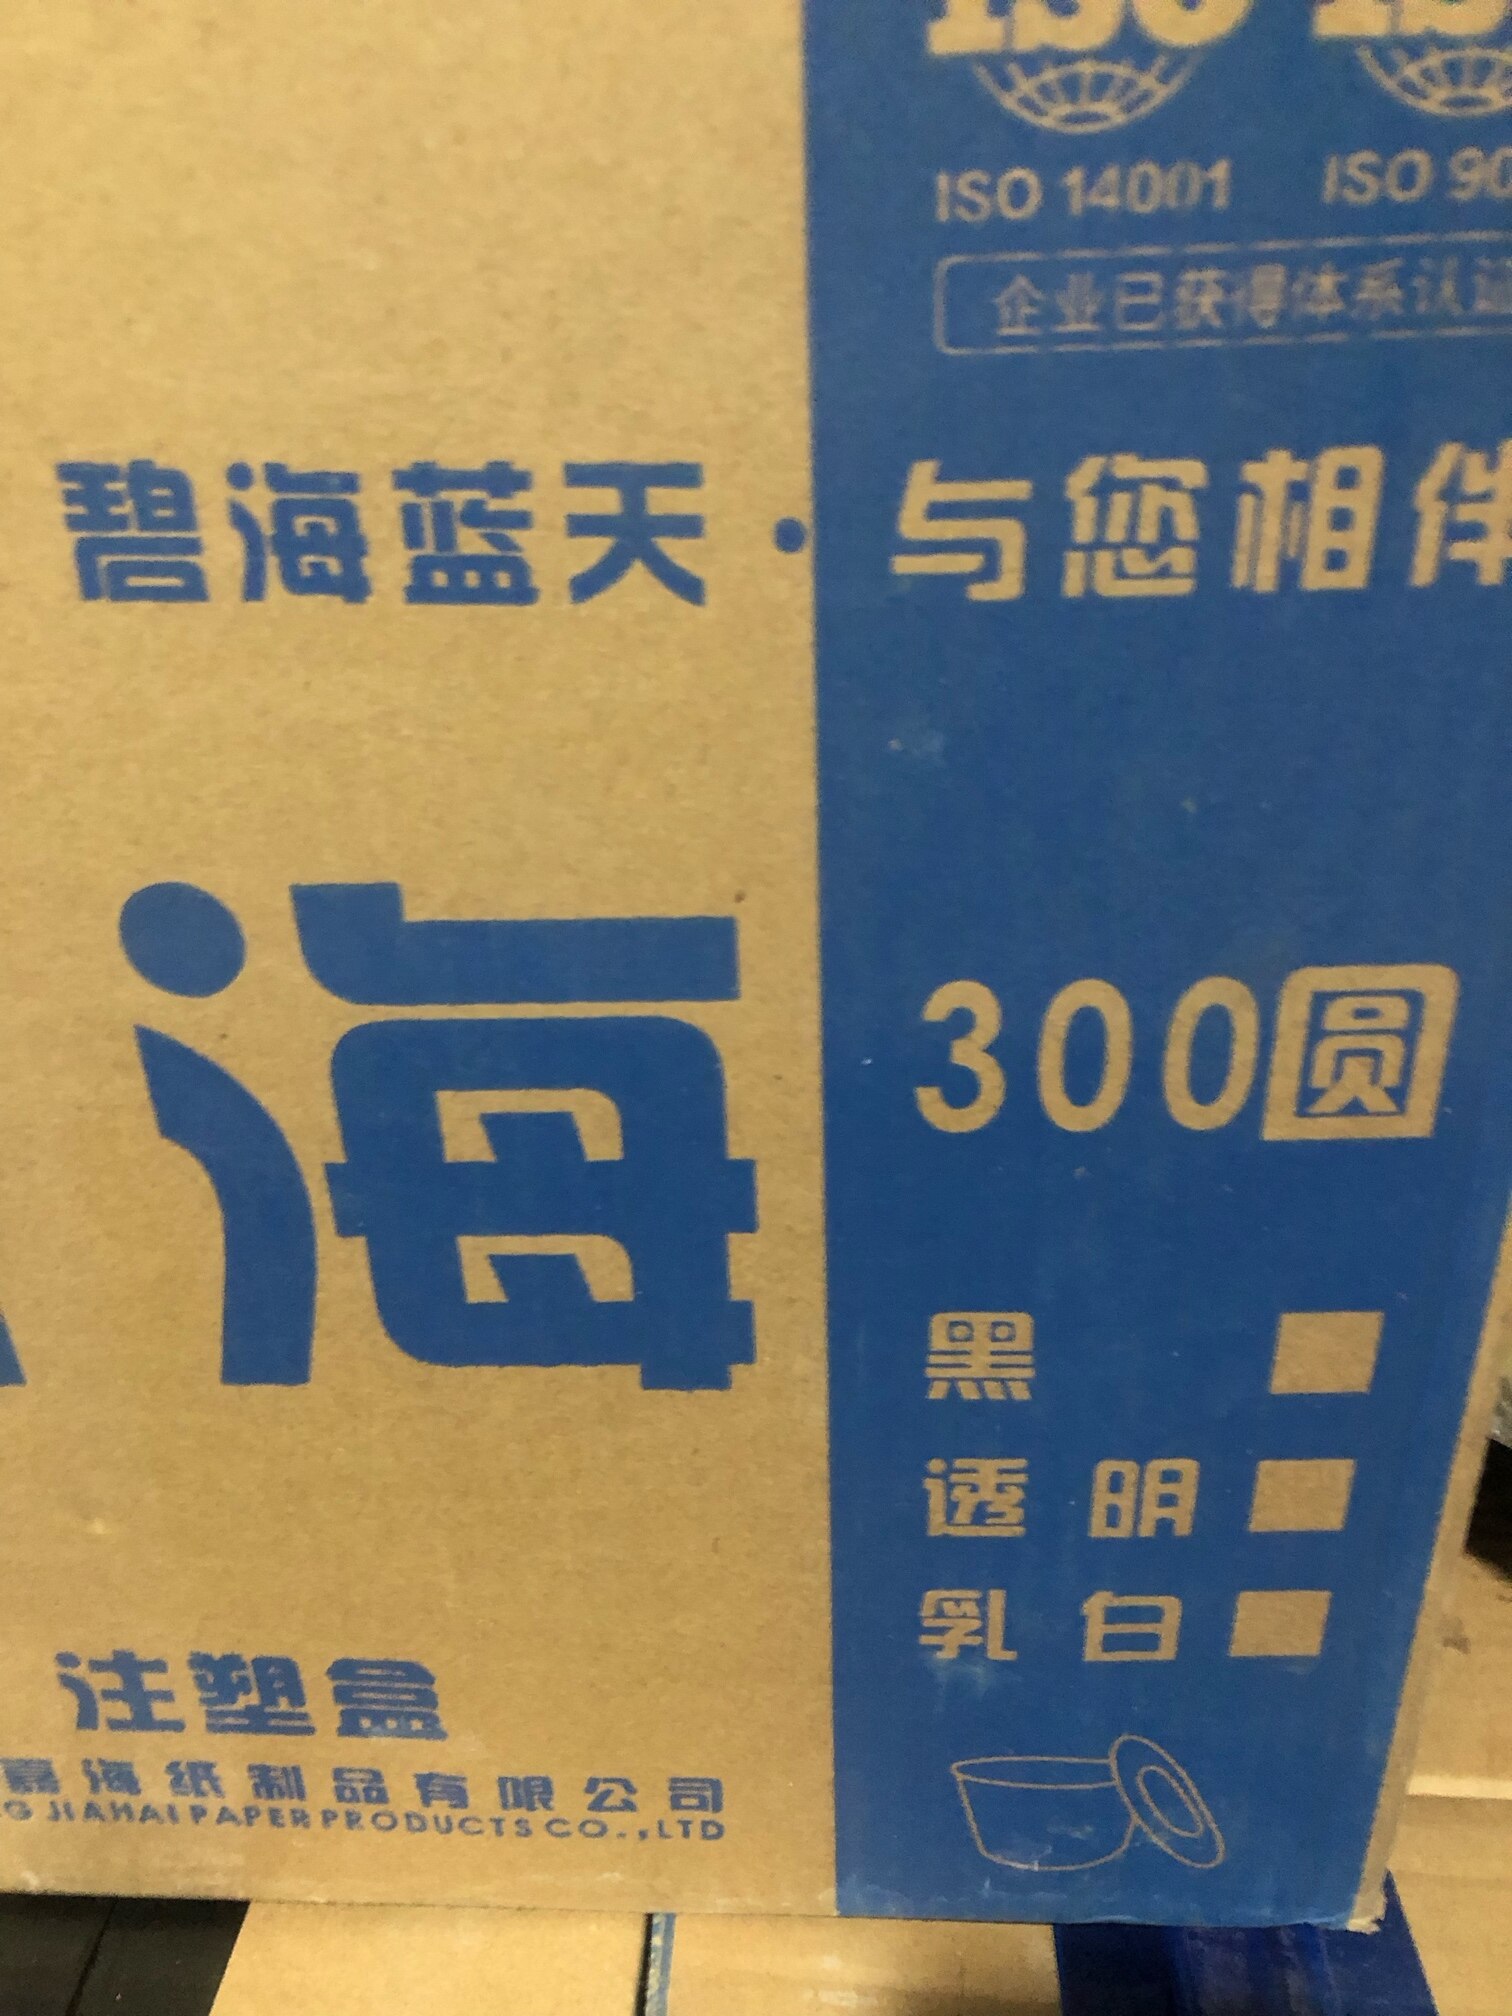 ISO
ISO 14001
ISO 90
企业已获得体系认证
碧海蓝天·与您相伴
海
300圆
黑
透明
乳白
注塑盒
嘉海纸制品有限公司
G JIAHAI PAPER PRODUCTS CO.,LTD